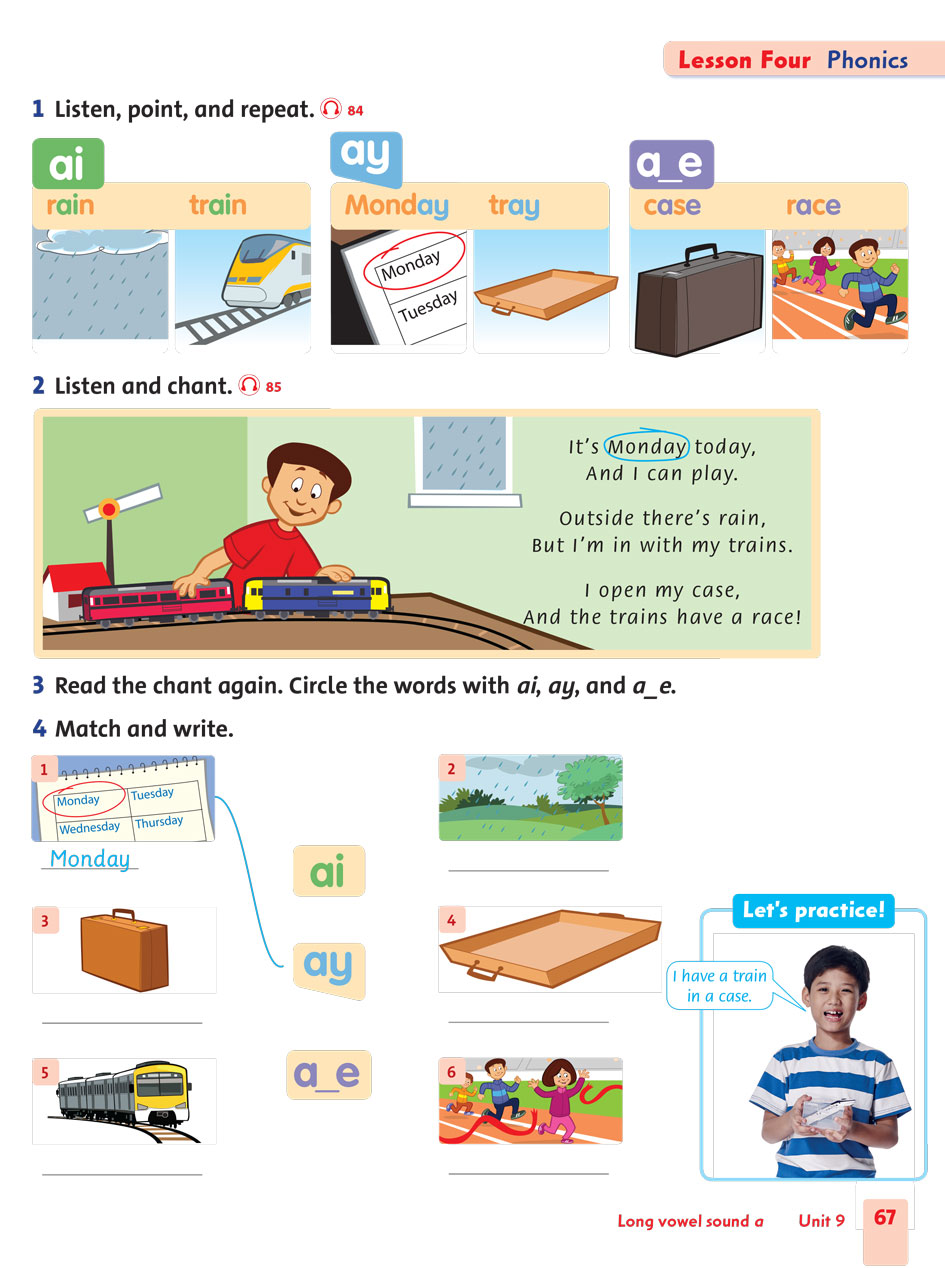 Lesson Four Phonics
1 Listen, point, and repeat. 84
ai
rain train
ay
Monday tray
Monday
Tuesday
a_e
case race
2 Listen and chant. 85
It's Monday today,
And I can play.
Outside there's rain,
But I'm in with my trains.
I open my case,
And the trains have a race!
3 Read the chant again. Circle the words with ai, ay, and a_e.
4 Match and write.
1
Monday Tuesday
Wednesday Thursday
Monday
2
ai
3
4
ay
5
a_e
6
Let's practice!
I have a train
in a case.
Long vowel sound a Unit 9 67